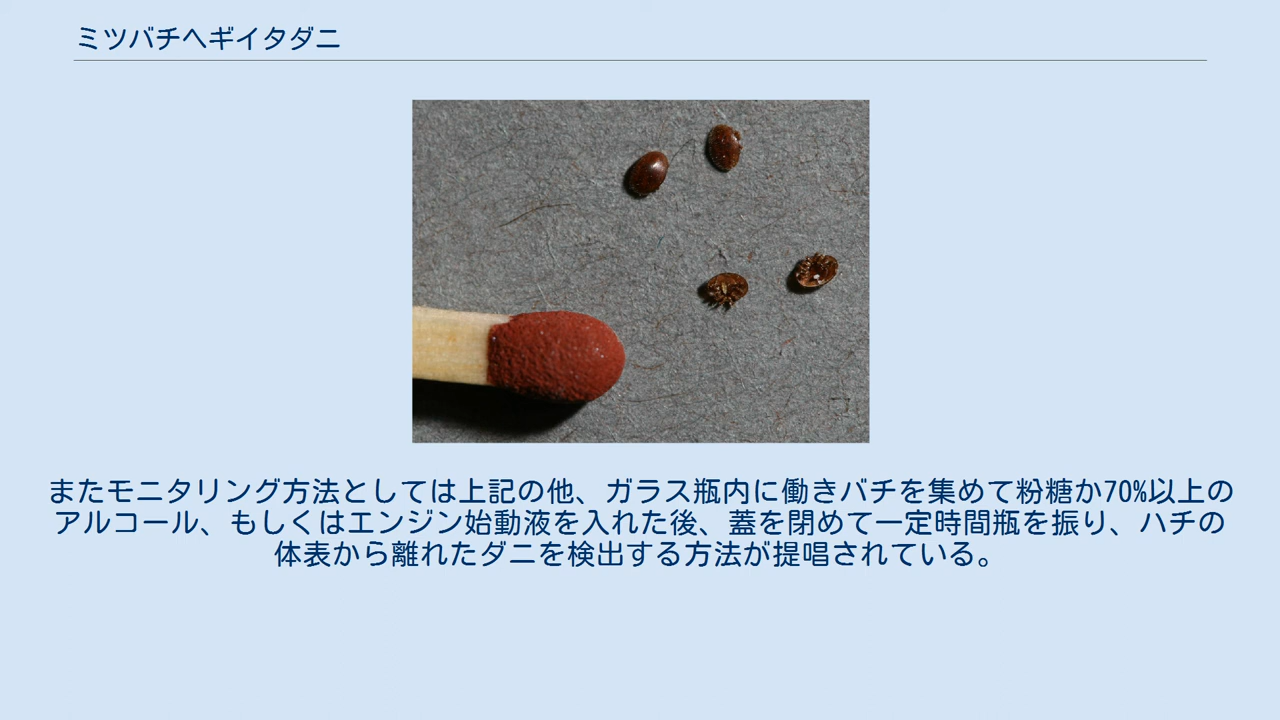 ミツバチヘギイタダニ
またモニタリング方法としては上記の他、ガラス瓶内に働きバチを集めて粉糖か70%以上の
アルコール、もしくはエンジン始動液を入れた後、蓋を閉めて一定時間瓶を振り、ハチの
体表から離れたダニを検出する方法が提唱されている。